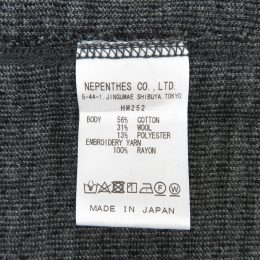 NEPENTHES CO., LTD.
5-44-1, JINGUMAE SHIBUYA, TOKYO
HM252
BODY 56% COTTON
31% WOOL
13% POLYESTER
EMBROIDERY YARN
100% RAYON
MADE IN JAPAN